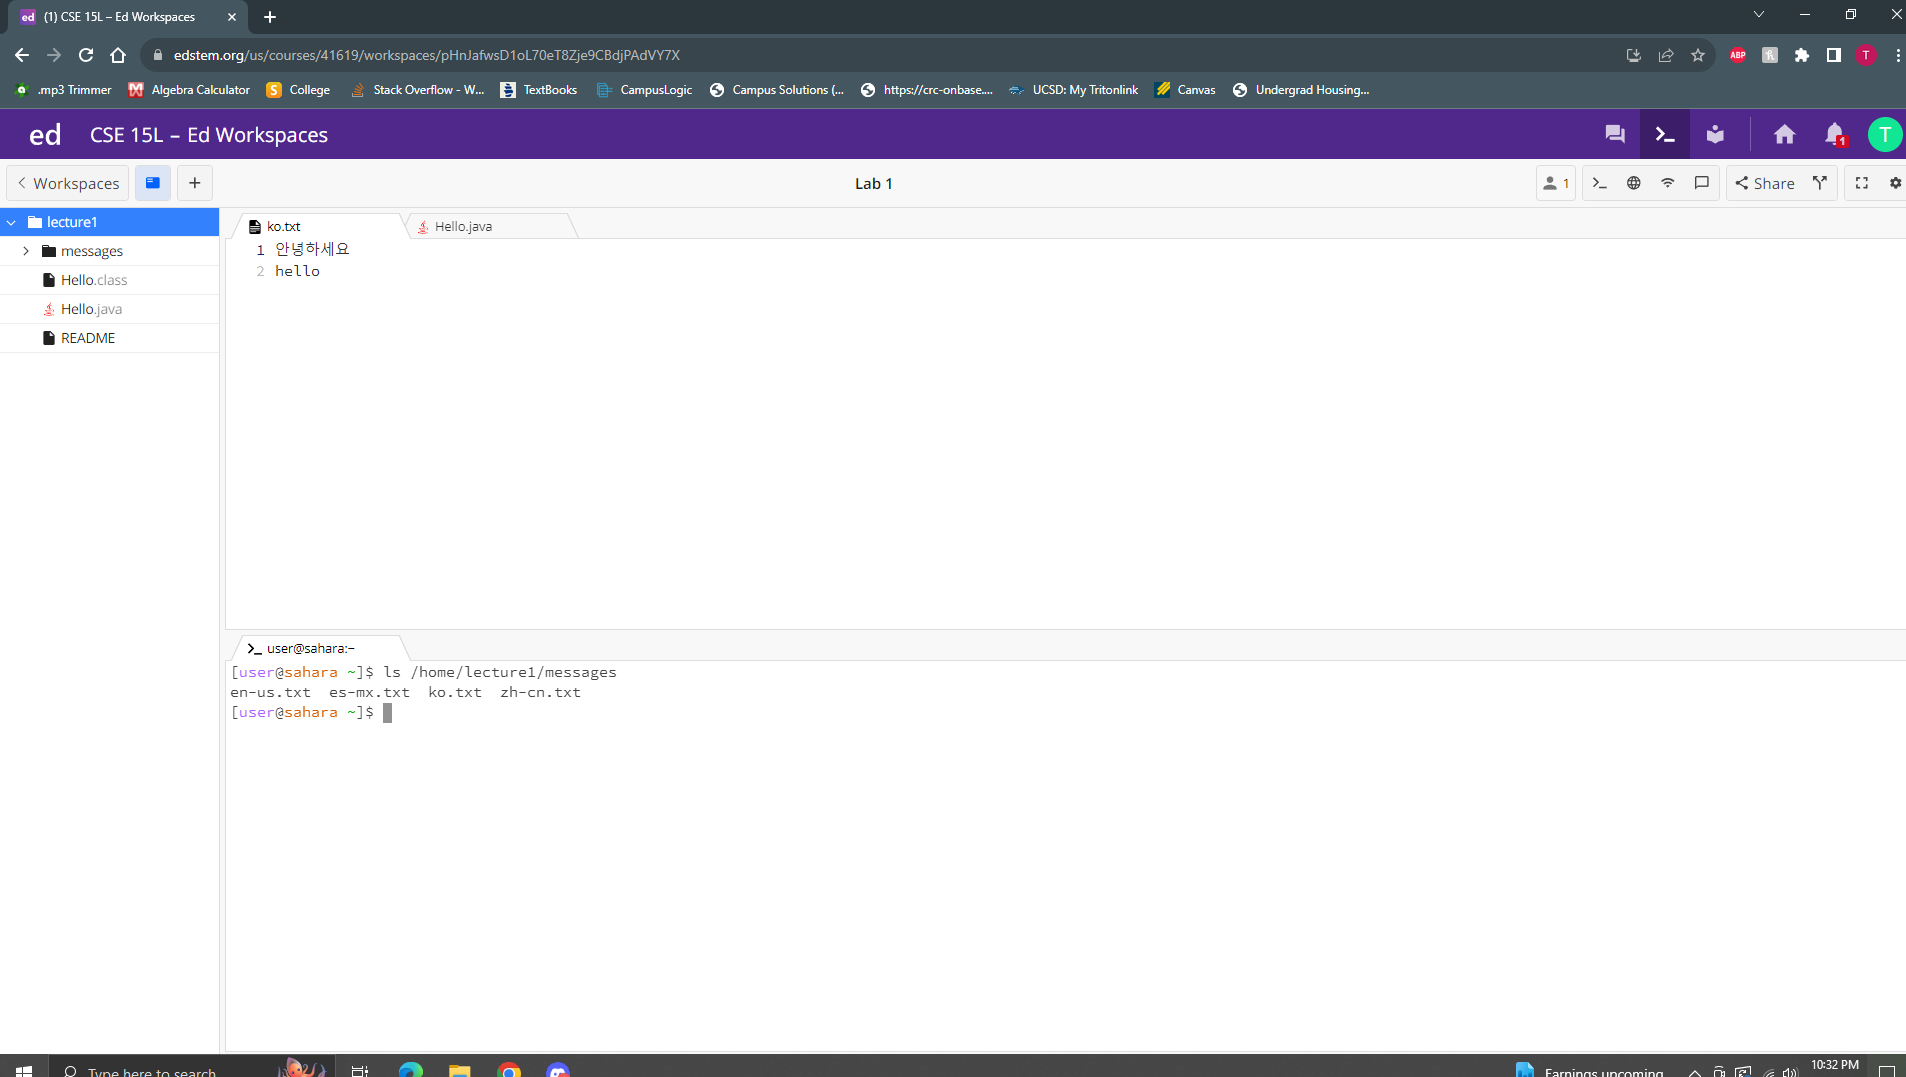 (1) CSE 15L – Ed Workspaces
edstem.org/us/courses/41619/workspaces/pHnJafwsD1oL70eT8Zje9CBdjPAdVY7X
ABP
T
.mp3 Trimmer Algebra Calculator College Stack Overflow - W... TextBooks CampusLogic Campus Solutions (... https://crc-onbase.... UCSD: My Tritonlink Canvas Undergrad Housing...
ed CSE 15L – Ed Workspaces 1 T
Workspaces Lab 1 1 Share
lecture1
messages
Hello.class
Hello.java
README
ko.txt Hello.java
1 안녕하세요
2 hello
user@sahara:~
[user@sahara ~]$ ls /home/lecture1/messages
en-us.txt es-mx.txt ko.txt zh-cn.txt
[user@sahara ~]$
Type here to search Earnings upcoming 10:32 PM